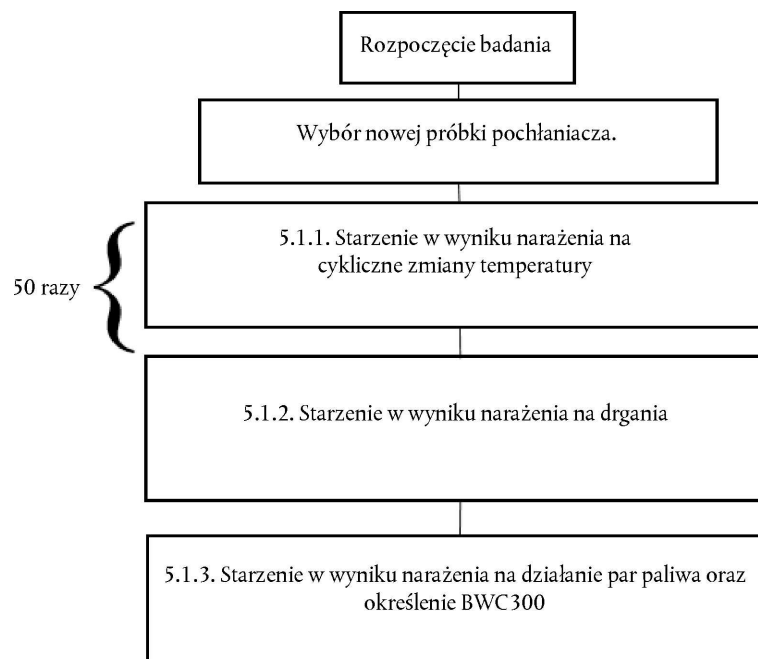 Rozpoczęcie badania
Wybór nowej próbki pochłaniacza.
5.1.1. Starzenie w wyniku narażenia na
cykliczne zmiany temperatury
50 razy
5.1.2. Starzenie w wyniku narażenia na drgania
5.1.3. Starzenie w wyniku narażenia na działanie par paliwa oraz
określenie BWC300